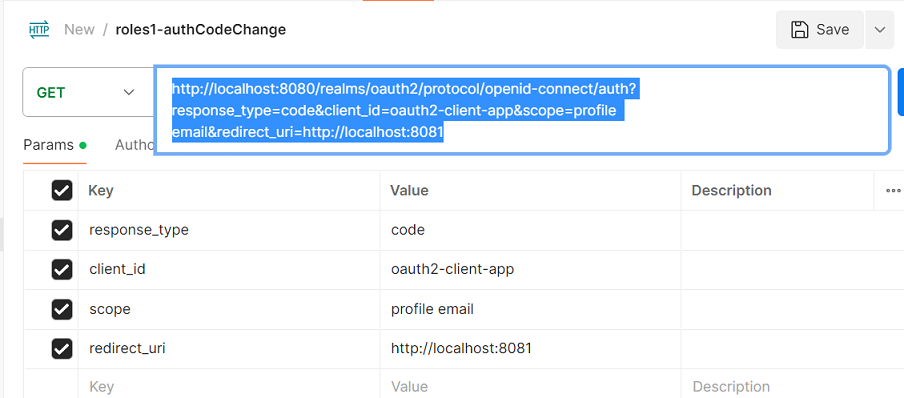 HTTP New / roles1-authCodeChange Save
GET
http://localhost:8080/realms/oauth2/protocol/openid-connect/auth?
response_type=code&client_id=oauth2-client-app&scope=profile
email&redirect_uri=http://localhost:8081
Params Autho
Key Value Description
response_type code
client_id oauth2-client-app
scope profile email
redirect_uri http://localhost:8081
Key Value Description